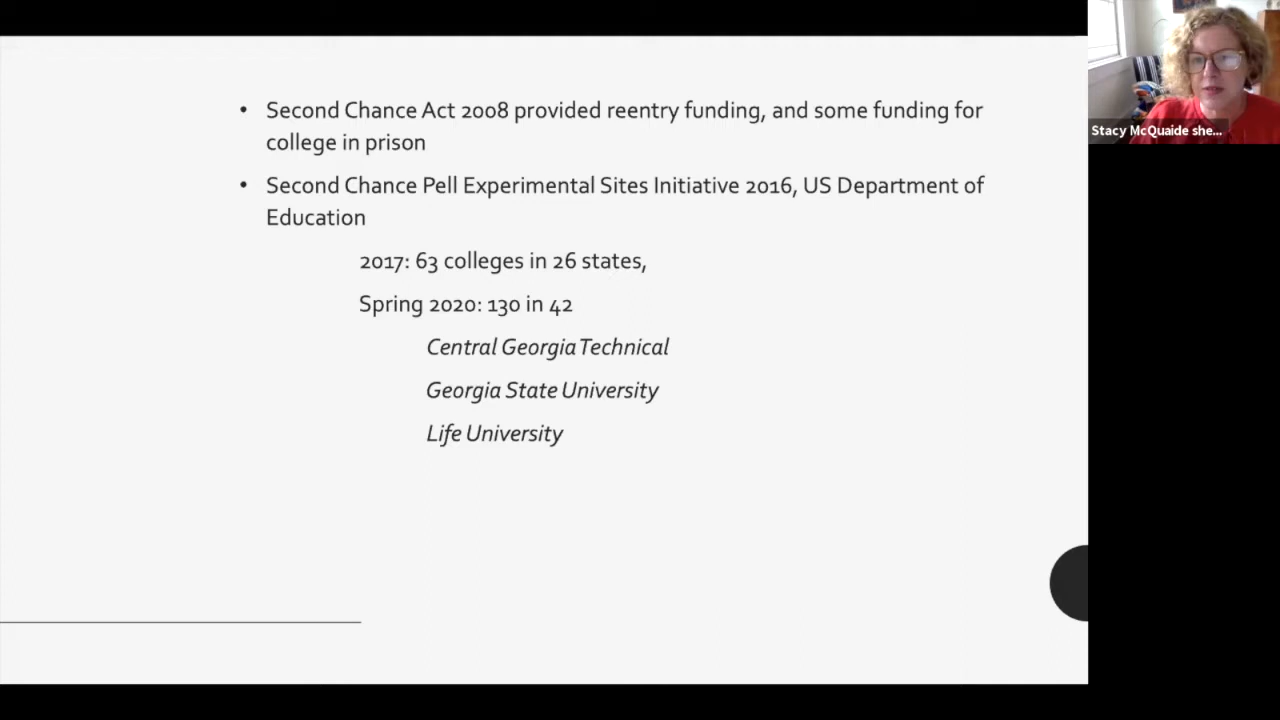 • Second Chance Act 2008 provided reentry funding, and some funding for
college in prison
• Second Chance Pell Experimental Sites Initiative 2016, US Department of
Education
2017: 63 colleges in 26 states,
Spring 2020: 130 in 42
Central Georgia Technical
Georgia State University
Life University
Stacy McQuaide she...